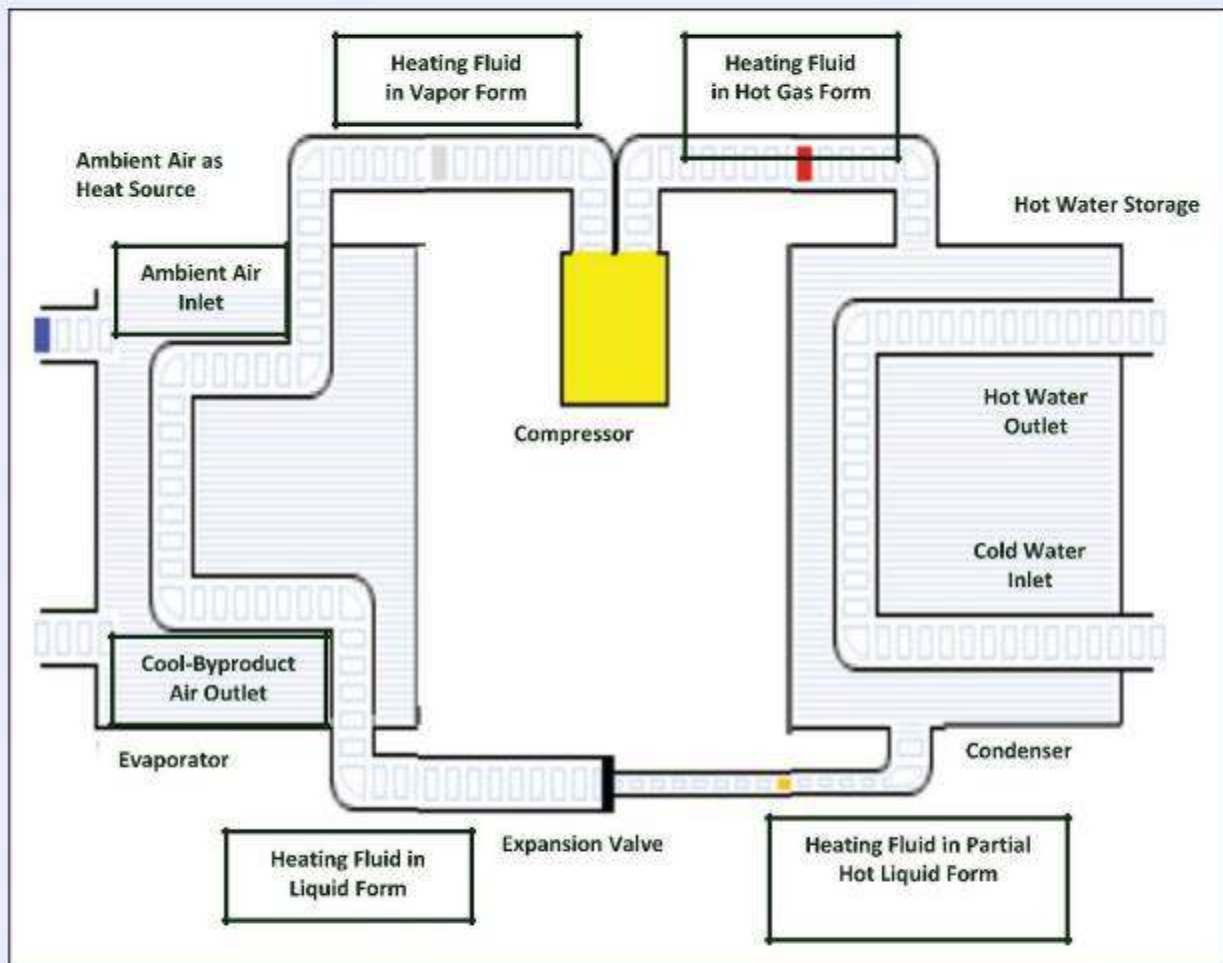 Heating Fluid
in Vapor Form
Heating Fluid
in Hot Gas Form
Ambient Air as
Heat Source
Hot Water Storage
Ambient Air
Inlet
Hot Water
Outlet
Compressor
Cold Water
Inlet
Cool-Byproduct
Air Outlet
Evaporator
Condenser
Expansion Valve
Heating Fluid in
Liquid Form
Heating Fluid in Partial
Hot Liquid Form